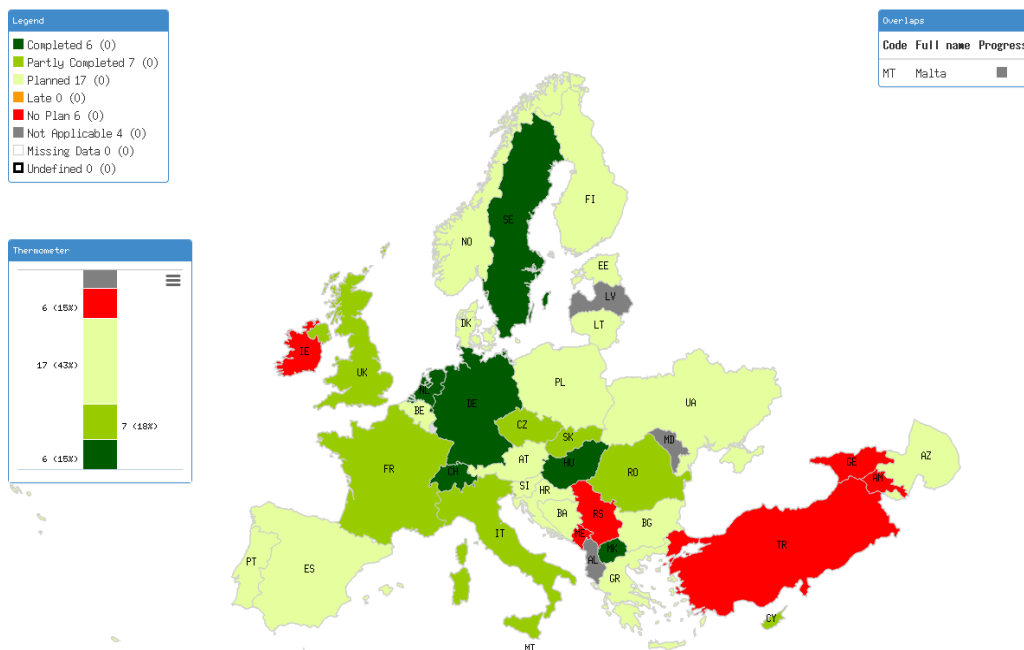 Legend
Completed 6 (0)
Partly Completed 7 (0)
Planned 17 (0)
Late 0 (0)
No Plan 6 (0)
Not Applicable 4 (0)
Missing Data 0 (0)
Undefined 0 (0)
Overlaps
Code Full name Progress
MT Malta
Thermometer
6 (15%)
17 (43%)
7 (18%)
6 (15%)
SE
FI
NO
EE
LV
LT
DK
IE
UK
NL
BE
DE
PL
UA
CZ
SK
MD
FR
CH
AT
HU
RO
SI
HR
IT
BA
RS
BG
ME
MK
AL
GR
PT
ES
TR
GE
AM
AZ
CY
MT